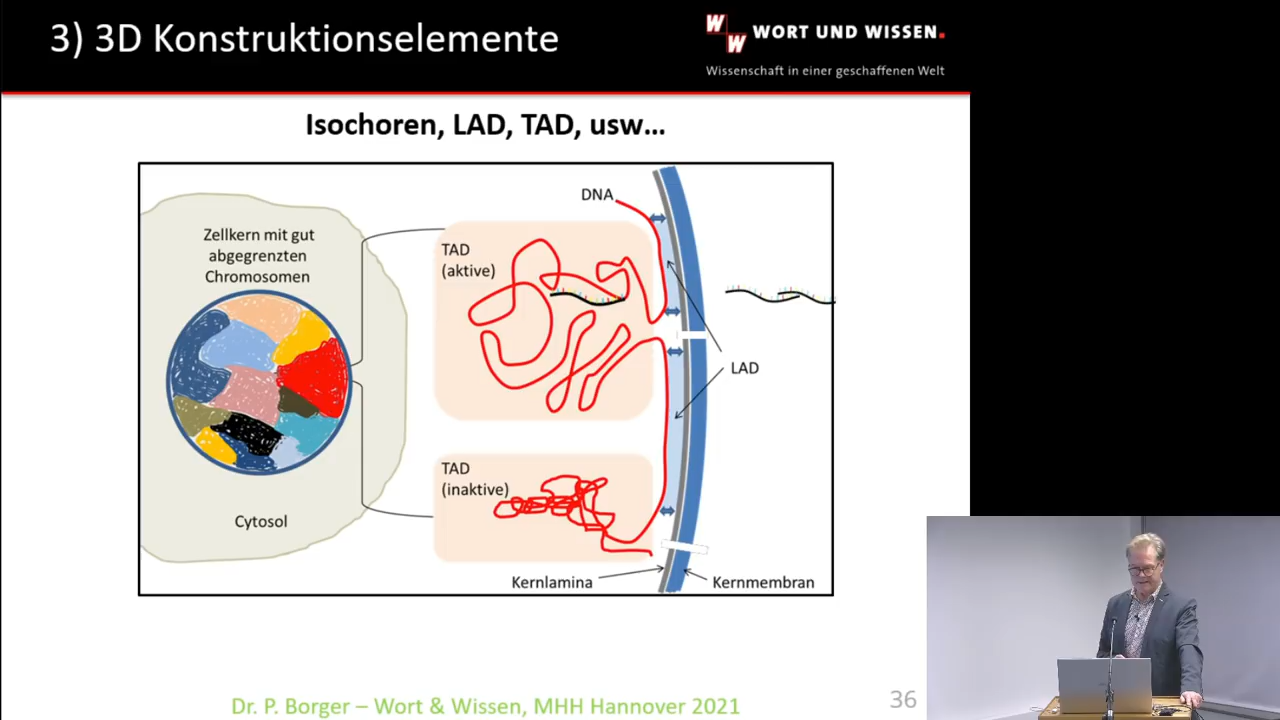 3) 3D Konstruktionselemente
W
W
WORT UND WISSEN.
Wissenschaft in einer geschaffenen Welt
Isochoren, LAD, TAD, usw...
DNA
Zellkern mit gut
abgegrenzten
Chromosomen
TAD
(aktive)
LAD
TAD
(inaktive)
Cytosol
Kernlamina
Kernmembran
Dr. P. Borger – Wort & Wissen, MHH Hannover 2021
36